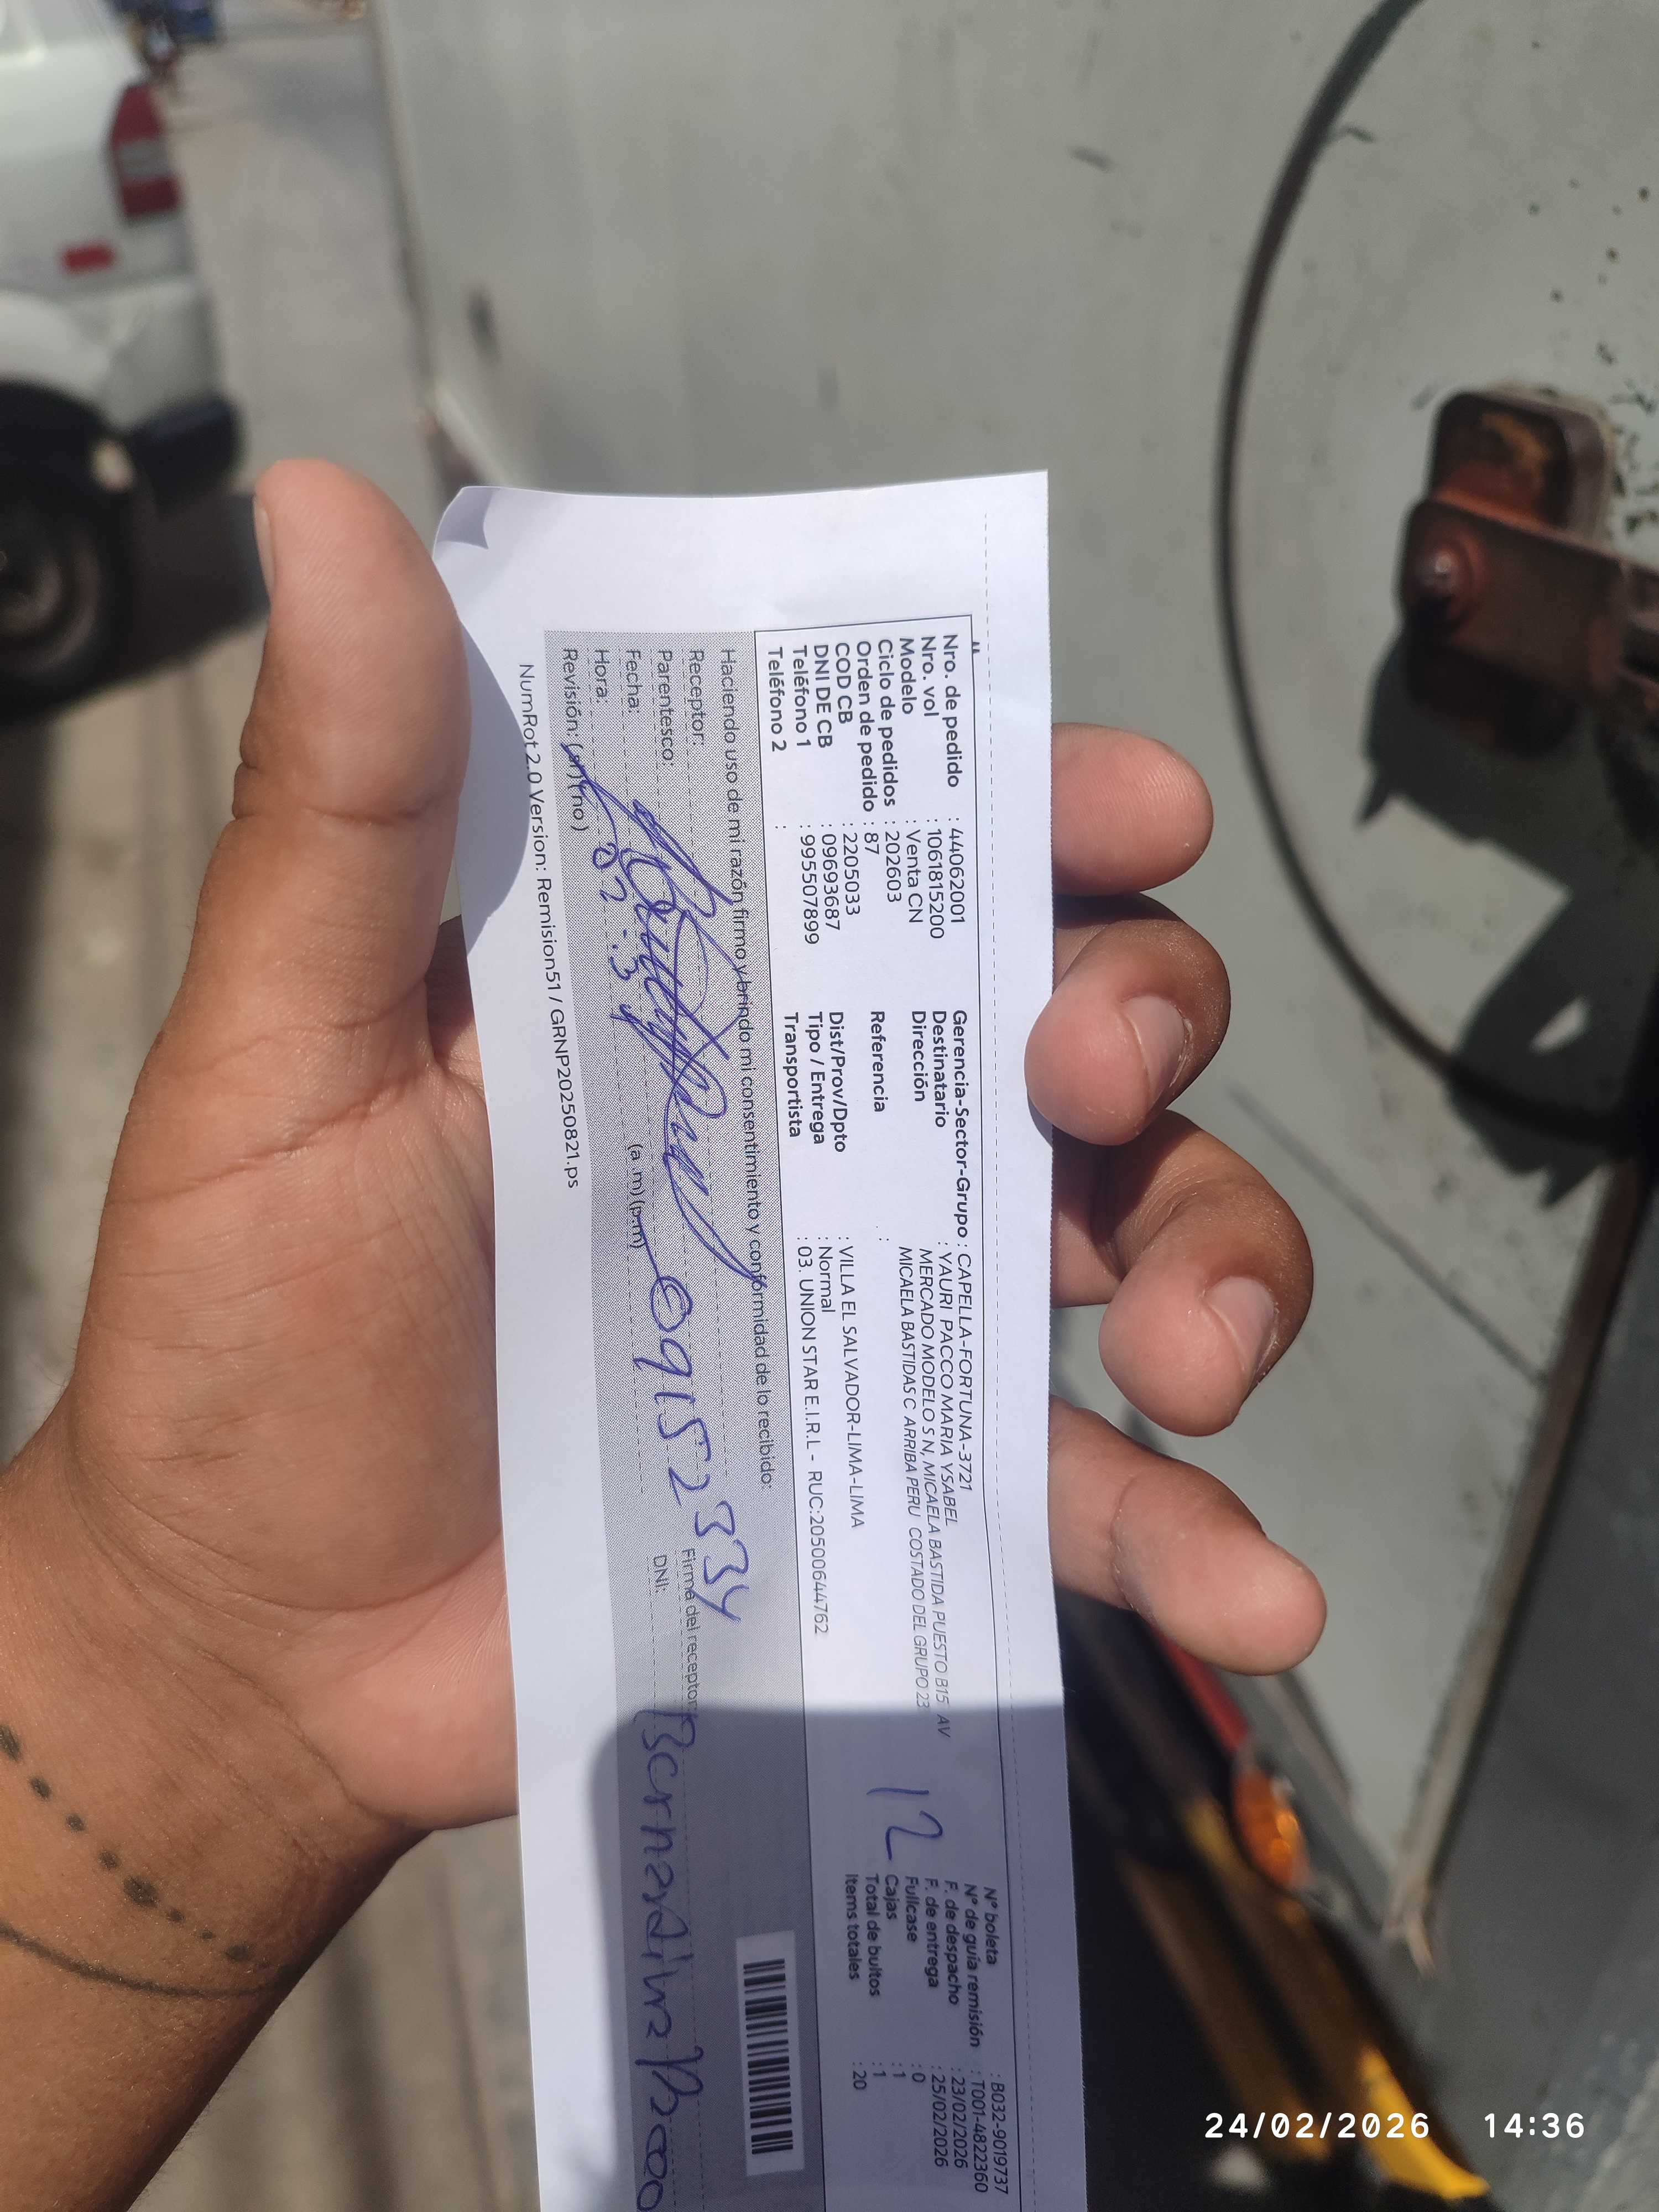 Nro. de pedido : 44062001
Nro. vol : 1061815200
Modelo : Venta CN
Ciclo de pedidos : 202603
Orden de pedido : 87
COD CB : 2205033
DNI DE CB : 09693687
Teléfono 1 : 995507899
Teléfono 2 :
Gerencia-Sector-Grupo : CAPELLA-FORTUNA-3721
Destinatario : YAURI PACCO MARIA YSABEL
Dirección MERCADO MODELO S N, MICAELA BASTIDA PUESTO B15 AV
MICAELA BASTIDAS C ARRIBA PERU COSTADO DEL GRUPO 23
Referencia :
Dist/Prov/Dpto : VILLA EL SALVADOR-LIMA-LIMA
Tipo / Entrega : Normal
Transportista : 03. UNION STAR E.I.R.L - RUC:20500644762
12
N° boleta : B032-9019737
N° de guía remisión : T001-4822360
F. de despacho : 23/02/2026
F. de entrega : 25/02/2026
Fullcase : 0
Cajas : 1
Total de bultos : 1
Items totales : 20
Haciendo uso de mi razón firmo y brindo mi consentimiento y conformidad de lo recibido:
Receptor:
Parentesco:
Fecha:
Hora: (a.m) (p.m)
Revisión: (si) (no)
09152334
Firma del receptor:
DNI:
NumRot 2.0 Version: Remision51 / GRNP20250821.ps
24/02/2026 14:36